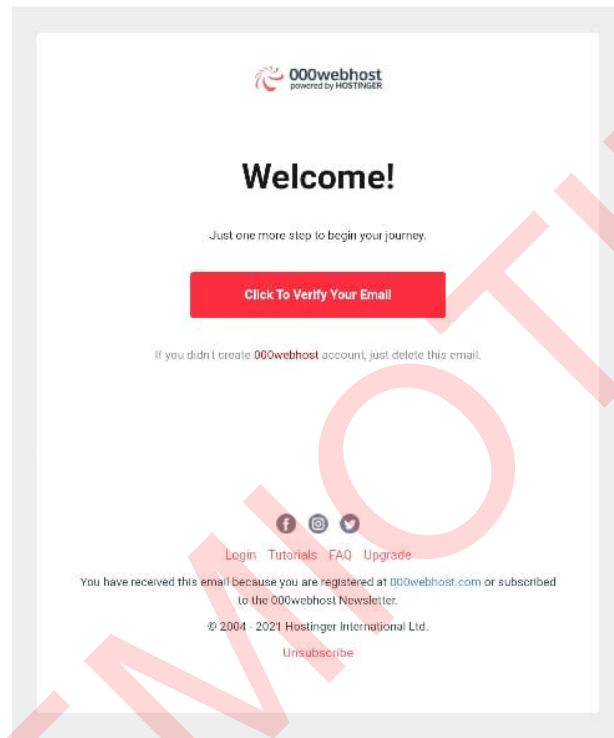 000webhost
powered by HOSTINGER
Welcome!
Just one more step to begin your journey.
Click To Verify Your Email
If you didn't create 000webhost account, just delete this email.
Login Tutorials FAQ Upgrade
You have received this email because you are registered at 000webhost.com or subscribed
to the 000webhost Newsletter.
© 2004 - 2021 Hostinger International Ltd.
Unsubscribe